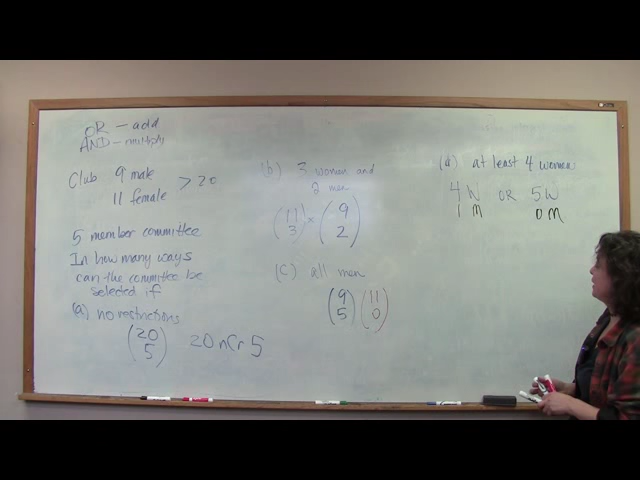 OR - add
AND - multiply
Club 9 male
11 female > 20
5 member committee
In how many ways
can the committee be
selected if
(a) no restrictions
(20
5) 20 nCr 5
(b) 3 women and
2 men
(11
3) × (9
2)
(c) all men
(9
5) (11
0)
(d) at least 4 women
4 W OR 5 W
1 M 0 M